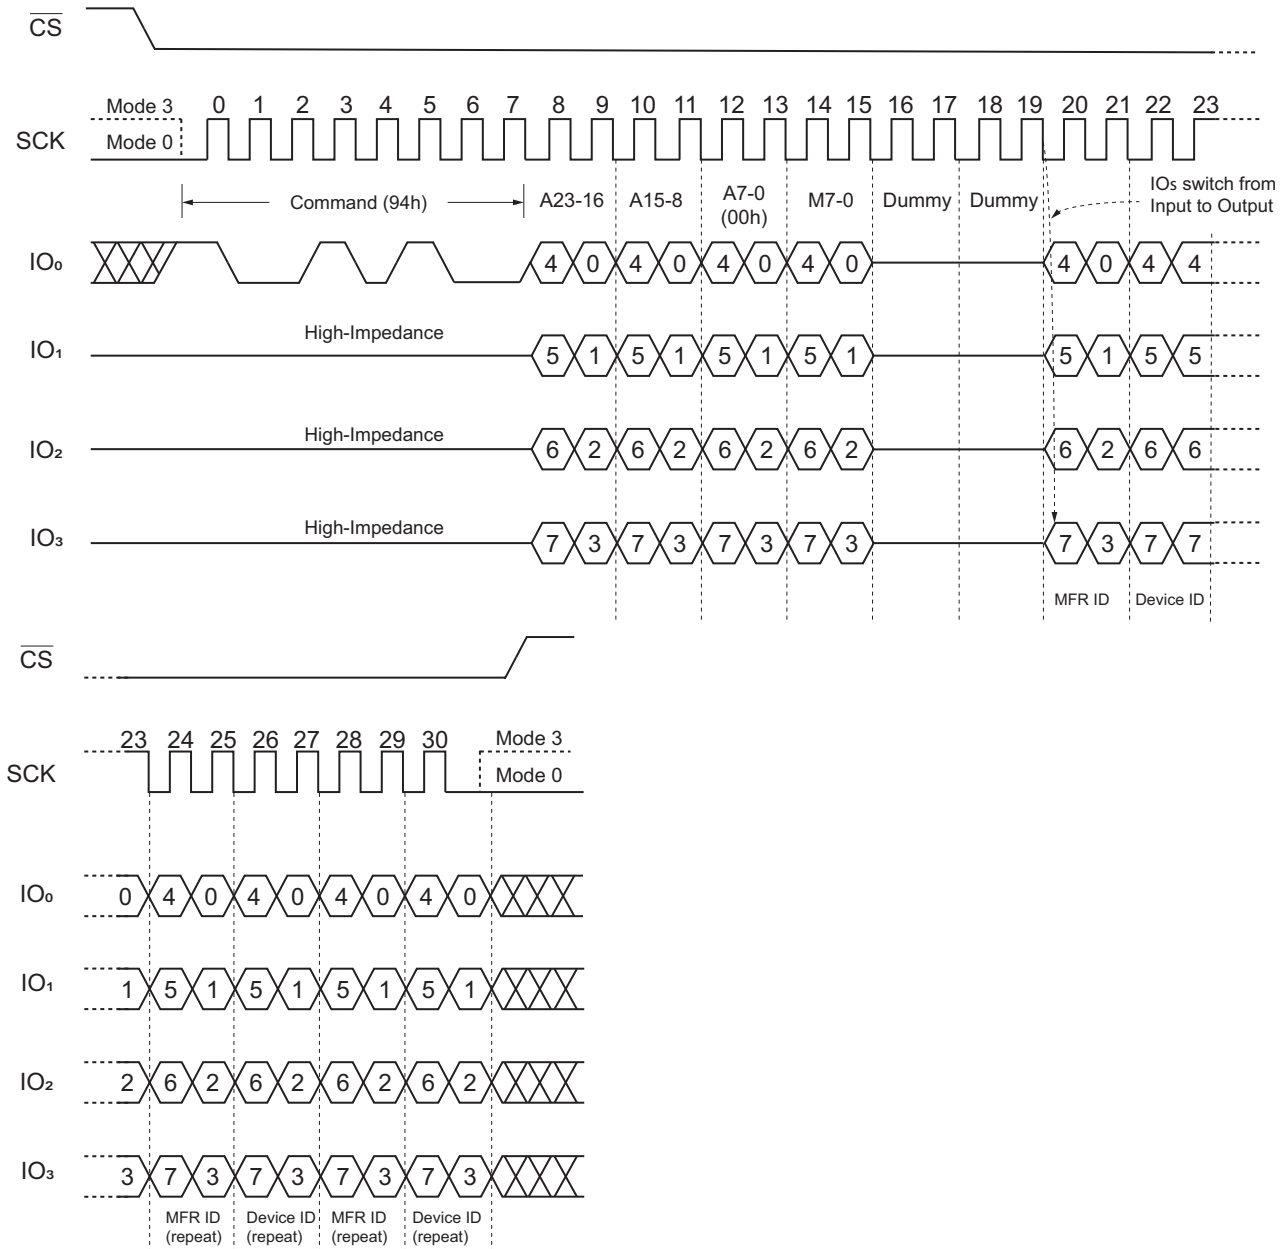 CS
Mode 3 0 1 2 3 4 5 6 7 8 9 10 11 12 13 14 15 16 17 18 19 20 21 22 23
SCK Mode 0
Command (94h) A23-16 A15-8 A7-0 (00h) M7-0 Dummy Dummy IOs switch from Input to Output
IO₀ 4 0 4 0 4 0 4 0 4 0 4 4
High-Impedance
IO₁ 5 1 5 1 5 1 5 1 5 1 5 5
High-Impedance
IO₂ 6 2 6 2 6 2 6 2 6 2 6 6
High-Impedance
IO₃ 7 3 7 3 7 3 7 3 7 3 7 7
MFR ID Device ID
CS
23 24 25 26 27 28 29 30 Mode 3
SCK Mode 0
IO₀ 0 4 0 4 0 4 0 4 0
IO₁ 1 5 1 5 1 5 1 5 1
IO₂ 2 6 2 6 2 6 2 6 2
IO₃ 3 7 3 7 3 7 3 7 3
MFR ID Device ID MFR ID Device ID
(repeat) (repeat) (repeat) (repeat)